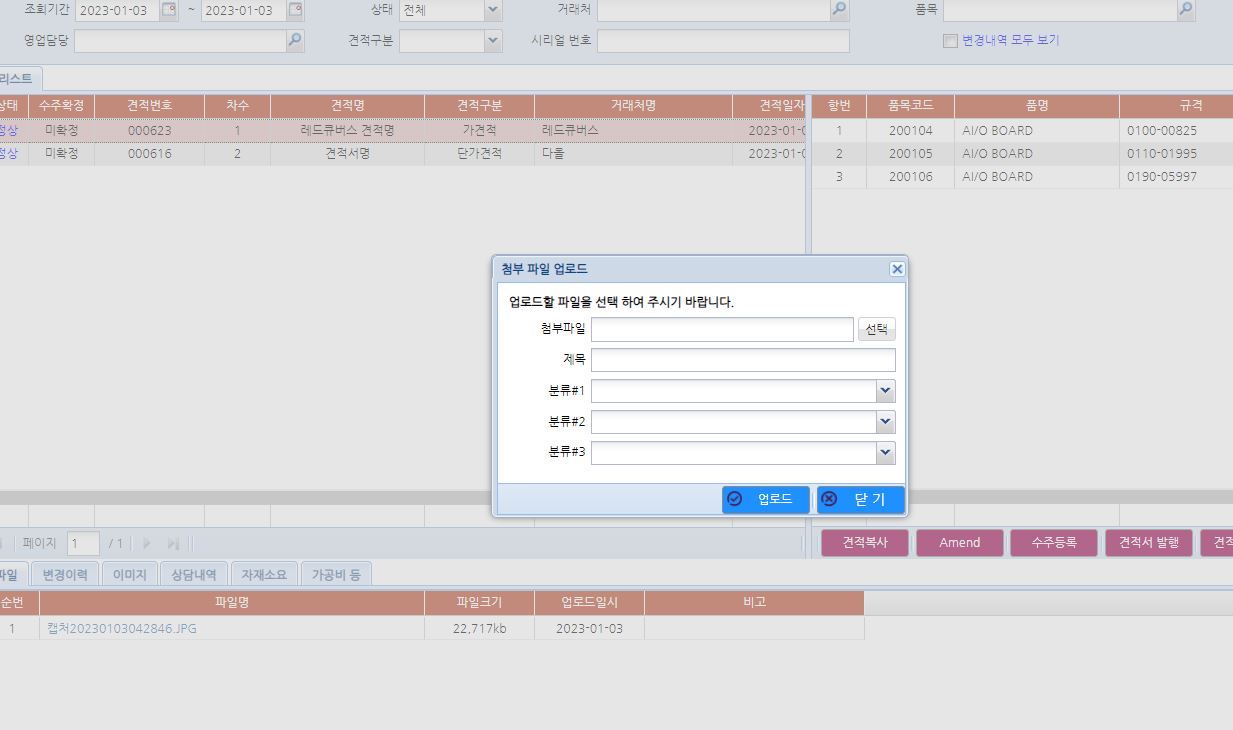 조회기간 2023-01-03 ~ 2023-01-03 상태 전체 거래처 품목
영업담당 견적구분 시리얼 번호 변경내역 모두 보기
리스트
상태 수주확정 견적번호 차수 견적명 견적구분 거래처명 견적일자 항번 품목코드 품명 규격
정상 미확정 000623 1 레드큐버스 견적명 가견적 레드큐버스 2023-01-0 1 200104 AI/O BOARD 0100-00825
정상 미확정 000616 2 견적서명 단가견적 다올 2023-01-0 2 200105 AI/O BOARD 0110-01995
3 200106 AI/O BOARD 0190-05997
첨부 파일 업로드
업로드할 파일을 선택 하여 주시기 바랍니다.
첨부파일 선택
제목
분류#1
분류#2
분류#3
업로드 닫 기
페이지 1 / 1 견적복사 Amend 수주등록 견적서 발행 견적
파일 변경이력 이미지 상담내역 자재소요 가공비 등
순번 파일명 파일크기 업로드일시 비고
1 캡처20230103042846.JPG 22,717kb 2023-01-03